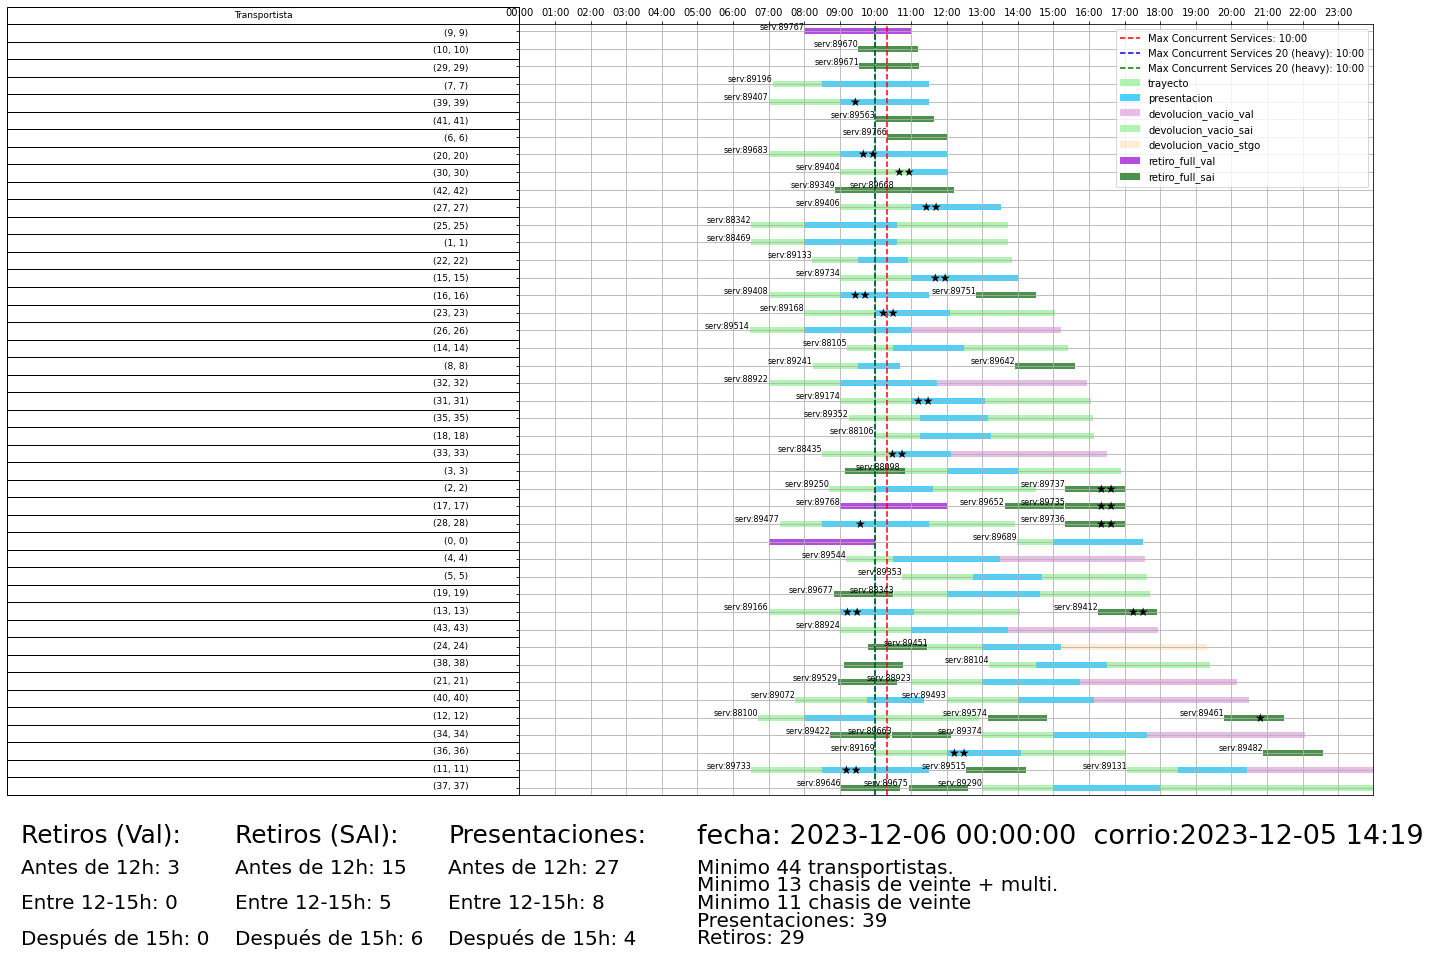 Transportista
00:00 01:00 02:00 03:00 04:00 05:00 06:00 07:00 08:00 09:00 10:00 11:00 12:00 13:00 14:00 15:00 16:00 17:00 18:00 19:00 20:00 21:00 22:00 23:00
Max Concurrent Services: 10:00
Max Concurrent Services 20 (heavy): 10:00
Max Concurrent Services 20 (heavy): 10:00
trayecto
presentacion
devolucion_vacio_val
devolucion_vacio_sai
devolucion_vacio_stgo
retiro_full_val
retiro_full_sai
(9, 9) serv:89767
(10, 10) serv:89670
(29, 29) serv:89671
(7, 7) serv:89196
(39, 39) serv:89407
(41, 41) serv:89563
(6, 6) serv:89766
(20, 20) serv:89683
(30, 30) serv:89404
(42, 42) serv:89349 serv:89668
(27, 27) serv:89406
(25, 25) serv:88342
(1, 1) serv:88469
(22, 22) serv:89133
(15, 15) serv:89734
(16, 16) serv:89408 serv:89751
(23, 23) serv:89168
(26, 26) serv:89514
(14, 14) serv:88105
(8, 8) serv:89241 serv:89642
(32, 32) serv:88922
(31, 31) serv:89174
(35, 35) serv:89352
(18, 18) serv:88106
(33, 33) serv:88435
(3, 3) serv:88098
(2, 2) serv:89250 serv:89737
(17, 17) serv:89768 serv:89652 serv:89735
(28, 28) serv:89477 serv:89736
(0, 0) serv:89689
(4, 4) serv:89544
(5, 5) serv:89353
(19, 19) serv:89677 serv:88343
(13, 13) serv:89166 serv:89412
(43, 43) serv:88924
(24, 24) serv:89451
(38, 38) serv:88104
(21, 21) serv:89529 serv:88923
(40, 40) serv:89072 serv:89493
(12, 12) serv:88100 serv:89574 serv:89461
(34, 34) serv:89422 serv:89663 serv:89374
(36, 36) serv:89169 serv:89482
(11, 11) serv:89733 serv:89515 serv:89131
(37, 37) serv:89646 serv:89675 serv:89290
Retiros (Val):
Antes de 12h: 3
Entre 12-15h: 0
Después de 15h: 0
Retiros (SAI):
Antes de 12h: 15
Entre 12-15h: 5
Después de 15h: 6
Presentaciones:
Antes de 12h: 27
Entre 12-15h: 8
Después de 15h: 4
fecha: 2023-12-06 00:00:00 corrio:2023-12-05 14:19
Minimo 44 transportistas.
Minimo 13 chasis de veinte + multi.
Minimo 11 chasis de veinte
Presentaciones: 39
Retiros: 29